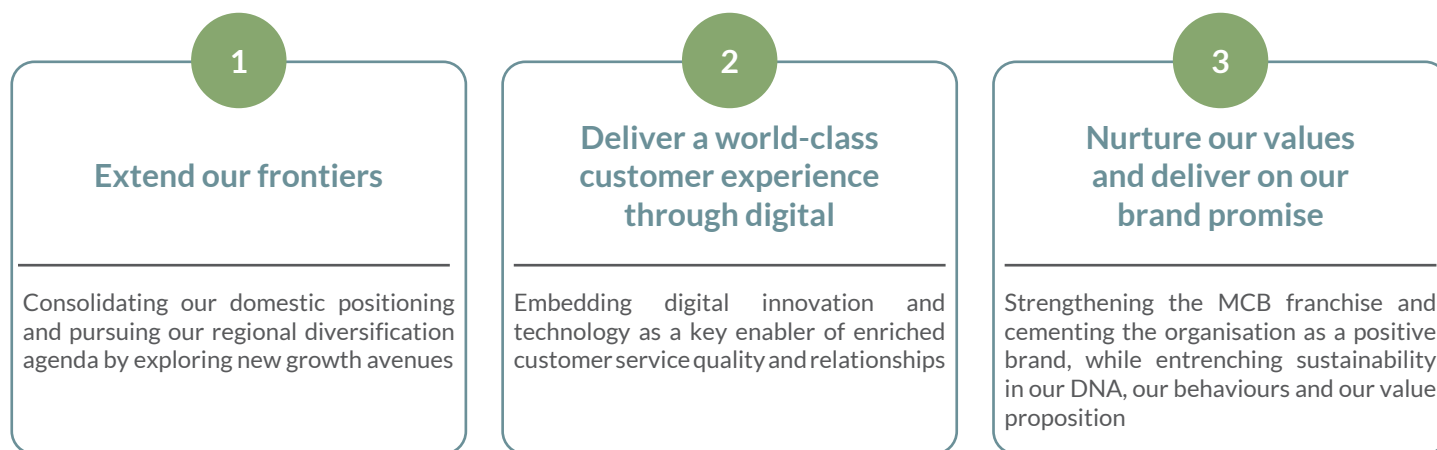 1
Extend our frontiers
Consolidating our domestic positioning
and pursuing our regional diversification
agenda by exploring new growth avenues
2
Deliver a world-class
customer experience
through digital
Embedding digital innovation and
technology as a key enabler of enriched
customer service quality and relationships
3
Nurture our values
and deliver on our
brand promise
Strengthening the MCB franchise and
cementing the organisation as a positive
brand, while entrenching sustainability
in our DNA, our behaviours and our value
proposition